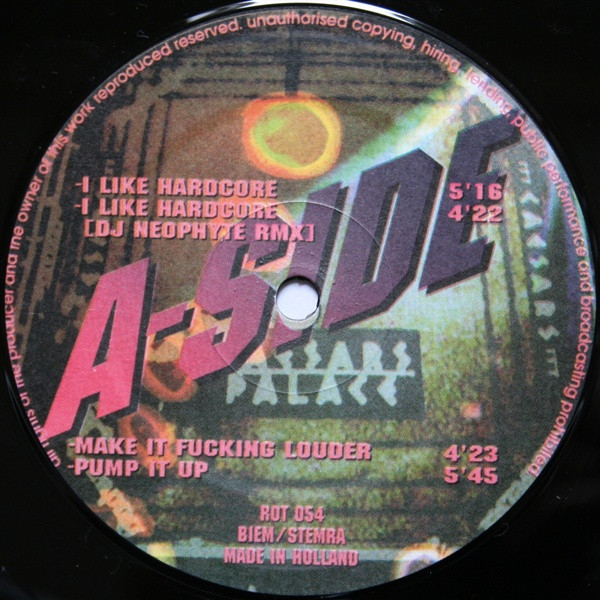 all rights of the producer and the owner of this work reproduced reserved. unauthorised copying, hiring, lending, public performance and broadcasting prohibited.
-I LIKE HARDCORE 5'16
-I LIKE HARDCORE 4'22
[DJ NEOPHYTE RMX]
A-SIDE
CAESARS
CAESARS
PALACE
-MAKE IT FUCKING LOUDER 4'23
-PUMP IT UP 5'45
ROT 054
BIEM/STEMRA
MADE IN HOLLAND